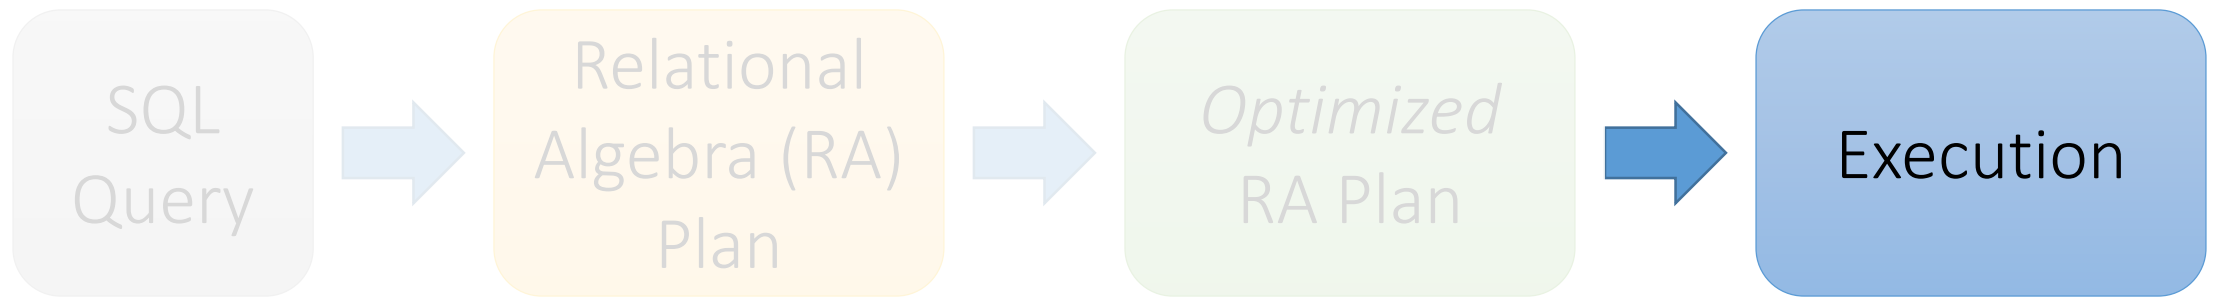 SQL
Query
Relational
Algebra (RA)
Plan
Optimized
RA Plan
Execution